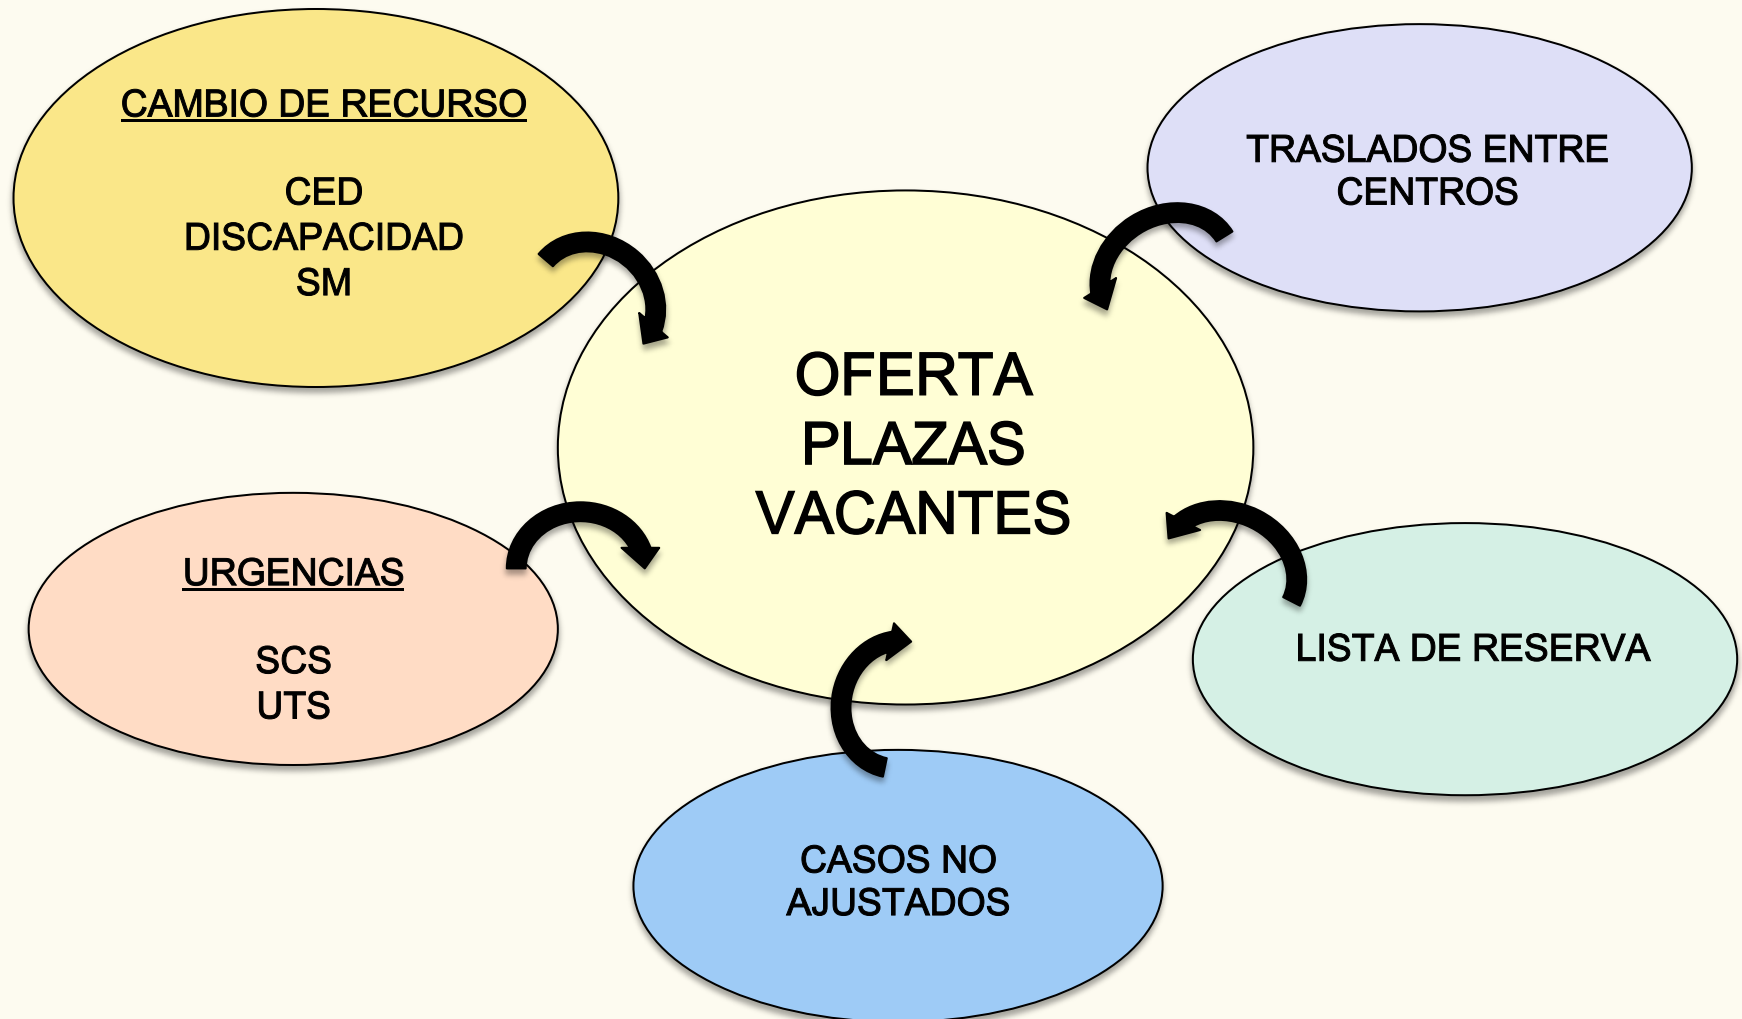 CAMBIO DE RECURSO
CED
DISCAPACIDAD
SM
TRASLADOS ENTRE
CENTROS
OFERTA
PLAZAS
VACANTES
URGENCIAS
SCS
UTS
LISTA DE RESERVA
CASOS NO
AJUSTADOS